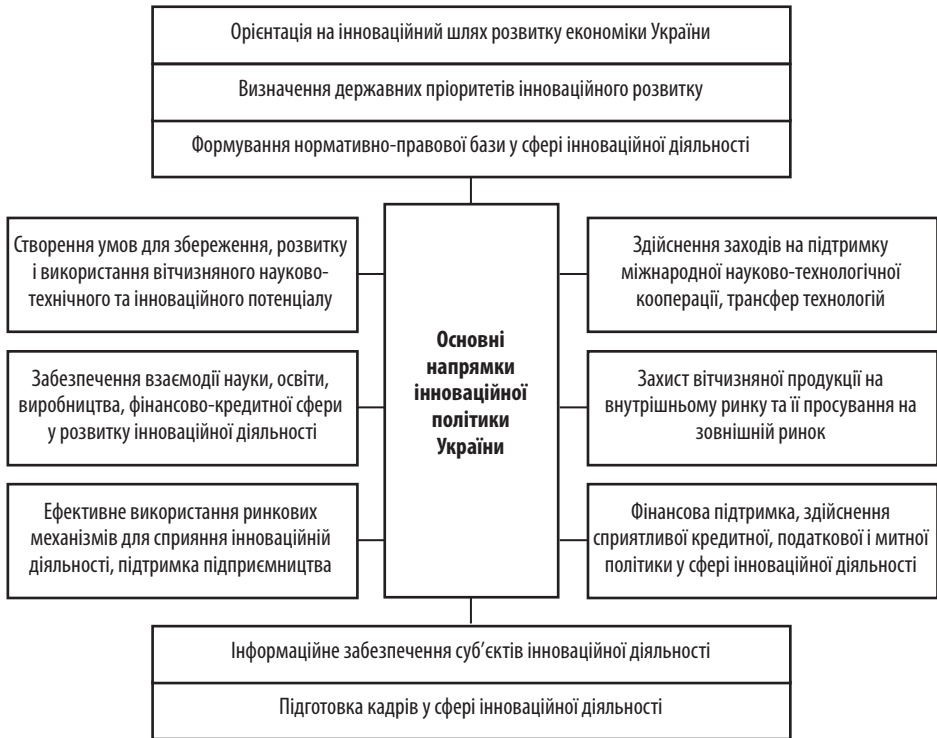 Орієнтація на інноваційний шлях розвитку економіки України
Визначення державних пріоритетів інноваційного розвитку
Формування нормативно-правової бази у сфері інноваційної діяльності
Створення умов для збереження, розвитку
і використання вітчизняного науково-
технічного та інноваційного потенціалу
Забезпечення взаємодії науки, освіти,
виробництва, фінансово-кредитної сфери
у розвитку інноваційної діяльності
Ефективне використання ринкових
механізмів для сприяння інноваційній
діяльності, підтримка підприємництва
Основні
напрямки
інноваційної
політики
України
Здійснення заходів на підтримку
міжнародної науково-технологічної
кооперації, трансфер технологій
Захист вітчизняної продукції на
внутрішньому ринку та її просування на
зовнішній ринок
Фінансова підтримка, здійснення
сприятливої кредитної, податкової і митної
політики у сфері інноваційної діяльності
Інформаційне забезпечення суб’єктів інноваційної діяльності
Підготовка кадрів у сфері інноваційної діяльності